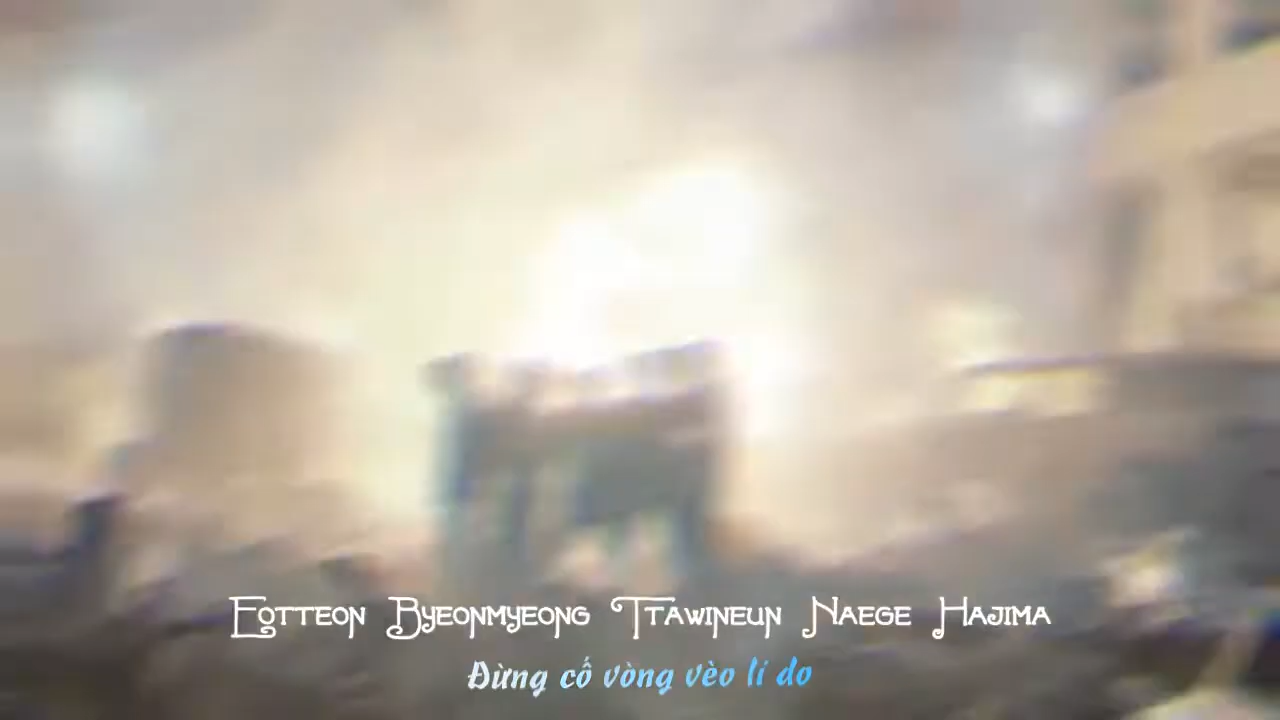 Eotteon Byeonmyeong Ttawineun Naege Hajima
Đừng cố vòng vèo lí do